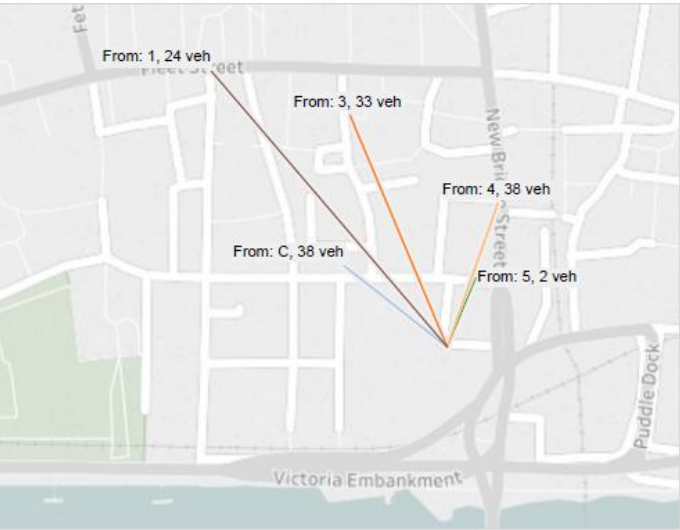 Fet
From: 1, 24 veh
Fleet Street
From: 3, 33 veh
New Bridge Street
From: 4, 38 veh
From: C, 38 veh
From: 5, 2 veh
Puddle Dock
Victoria Embankment